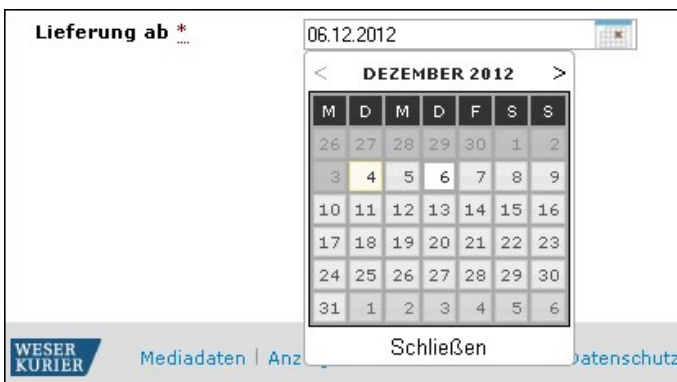 Lieferung ab *
06.12.2012
< DEZEMBER 2012 >
M D M D F S S
26 27 28 29 30 1 2
3 4 5 6 7 8 9
10 11 12 13 14 15 16
17 18 19 20 21 22 23
24 25 26 27 28 29 30
31 1 2 3 4 5 6
Schließen
WESER
KURIER
Mediadaten | Anz
Datenschutz